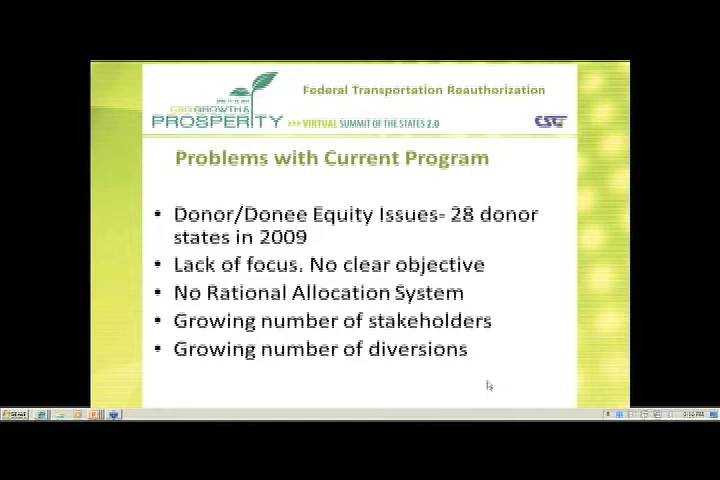 Federal Transportation Reauthorization
GROWTH &
PROSPERITY
>>> VIRTUAL SUMMIT OF THE STATES 2.0
CSG
Problems with Current Program
• Donor/Donee Equity Issues- 28 donor
states in 2009
• Lack of focus. No clear objective
• No Rational Allocation System
• Growing number of stakeholders
• Growing number of diversions